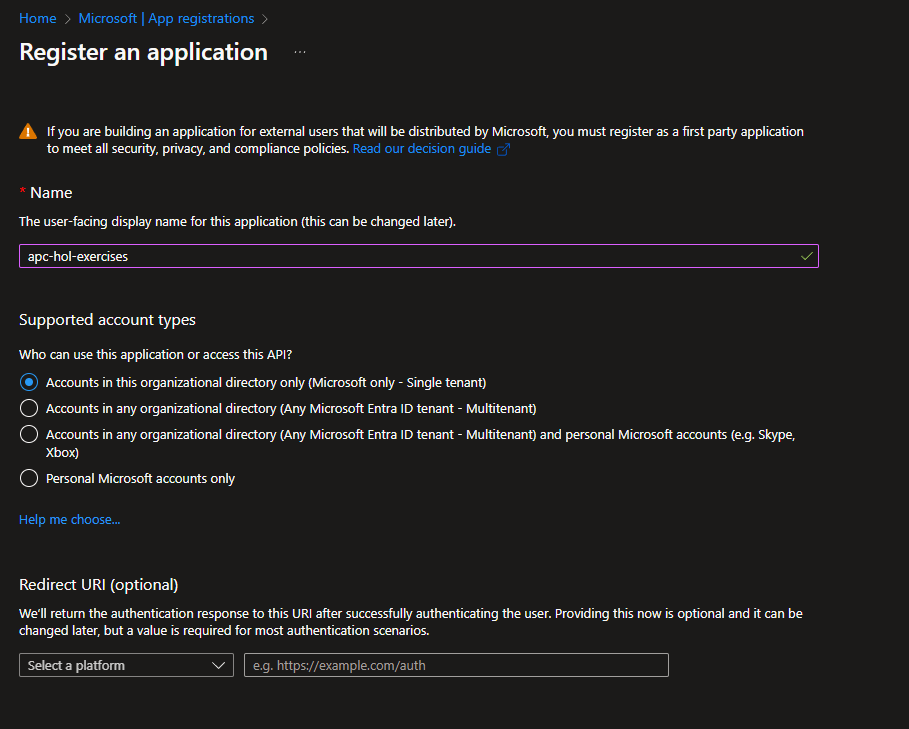 Home > Microsoft | App registrations >
Register an application ...
If you are building an application for external users that will be distributed by Microsoft, you must register as a first party application
to meet all security, privacy, and compliance policies. Read our decision guide
* Name
The user-facing display name for this application (this can be changed later).
apc-hol-exercises
Supported account types
Who can use this application or access this API?
Accounts in this organizational directory only (Microsoft only - Single tenant)
Accounts in any organizational directory (Any Microsoft Entra ID tenant - Multitenant)
Accounts in any organizational directory (Any Microsoft Entra ID tenant - Multitenant) and personal Microsoft accounts (e.g. Skype,
Xbox)
Personal Microsoft accounts only
Help me choose...
Redirect URI (optional)
We'll return the authentication response to this URI after successfully authenticating the user. Providing this now is optional and it can be
changed later, but a value is required for most authentication scenarios.
Select a platform e.g. https://example.com/auth